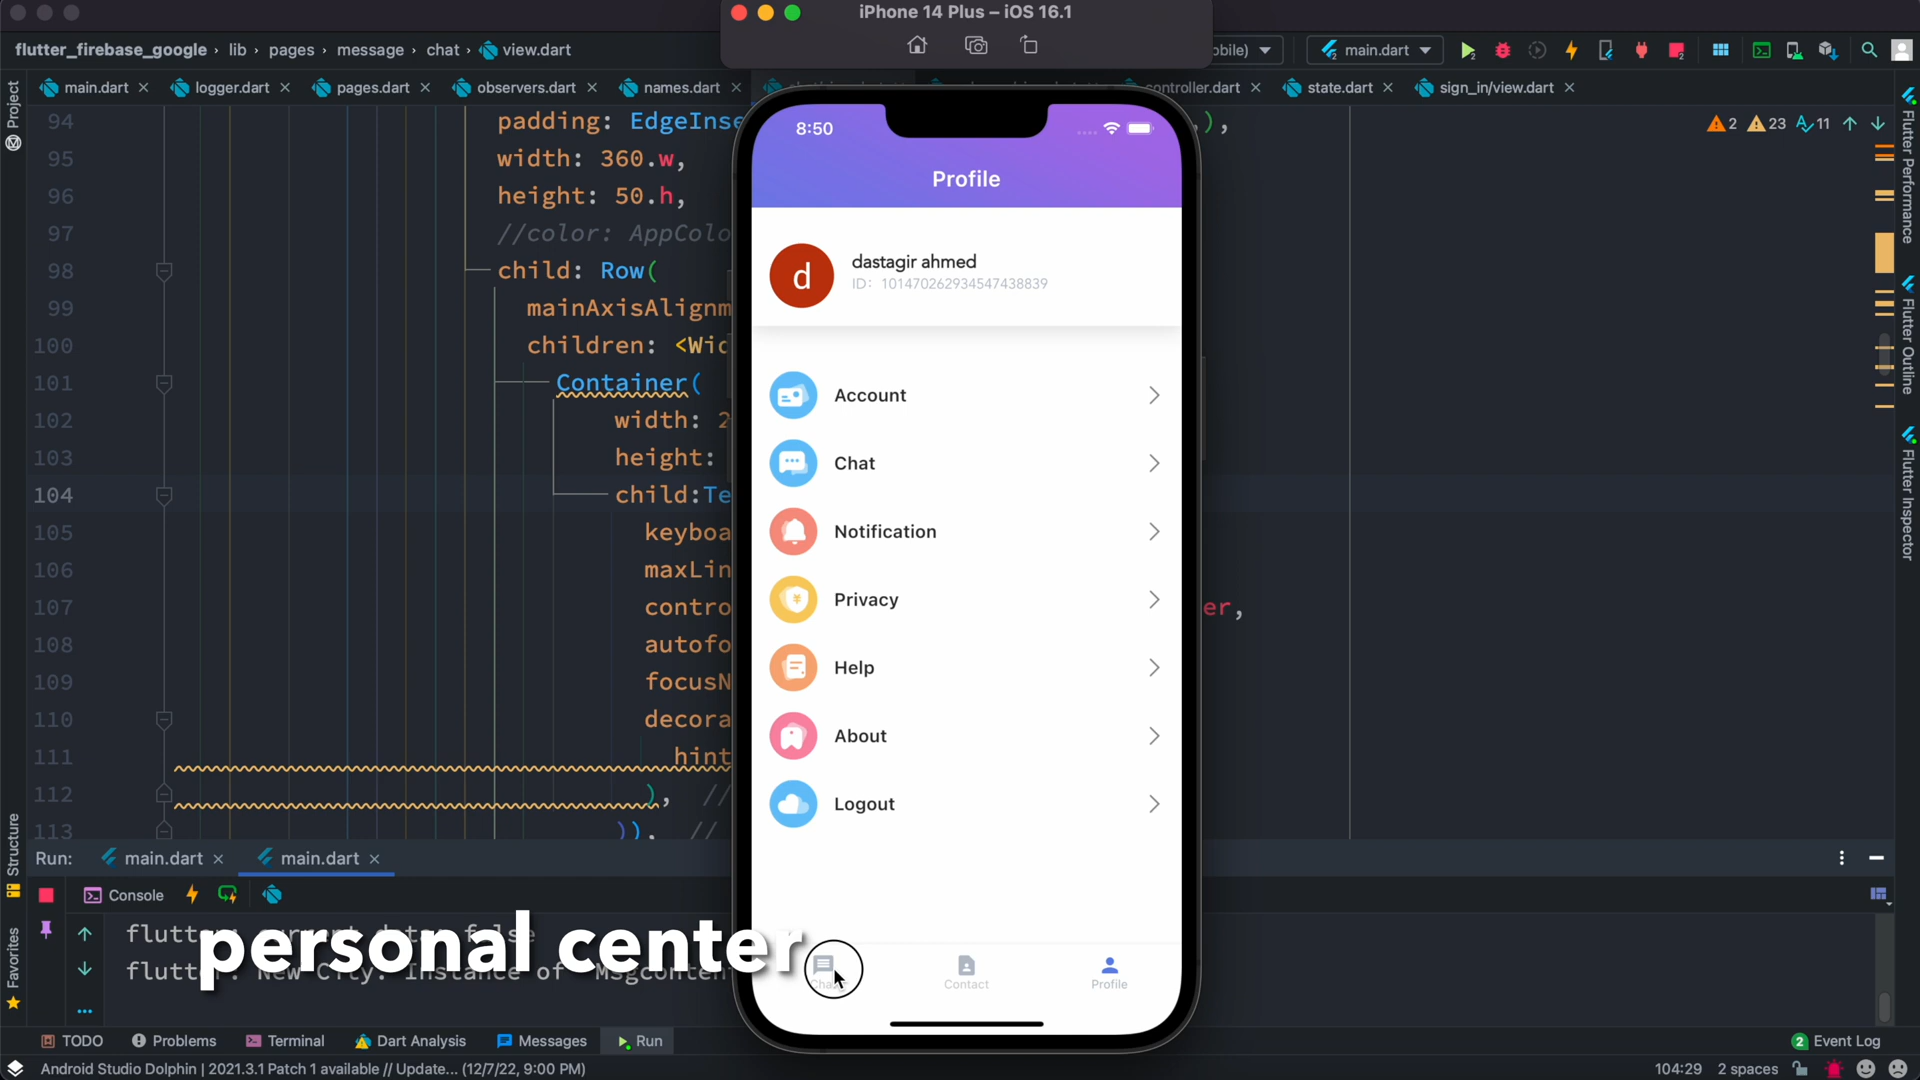 iPhone 14 Plus – iOS 16.1
flutter_firebase_google › lib › pages › message › chat › view.dart
main.dart
main.dart
logger.dart
pages.dart
observers.dart
names.dart
controller.dart
state.dart
sign_in/view.dart
2 23 11
94 padding: EdgeInse
95 width: 360.w,
96 height: 50.h,
97 //color: AppColo
98 child: Row(
99 mainAxisAlignm
100 children: <Wid
101 Container(
102 width: 2
103 height:
104 child:Te
105 keyboa
106 maxLin
107 contro er,
108 autofo
109 focusN
110 decora
111 hint
112 ), //
113 )), //
8:50
Profile
d
dastagir ahmed
ID: 101470262934547438839
Account
Chat
Notification
Privacy
Help
About
Logout
Contact
Profile
Project
Structure
Favorites
Flutter Performance
Flutter Outline
Flutter Inspector
Run: main.dart main.dart
Console
personal center
TODO Problems Terminal Dart Analysis Messages Run
2 Event Log
Android Studio Dolphin | 2021.3.1 Patch 1 available // Update... (12/7/22, 9:00 PM)
104:29 2 spaces